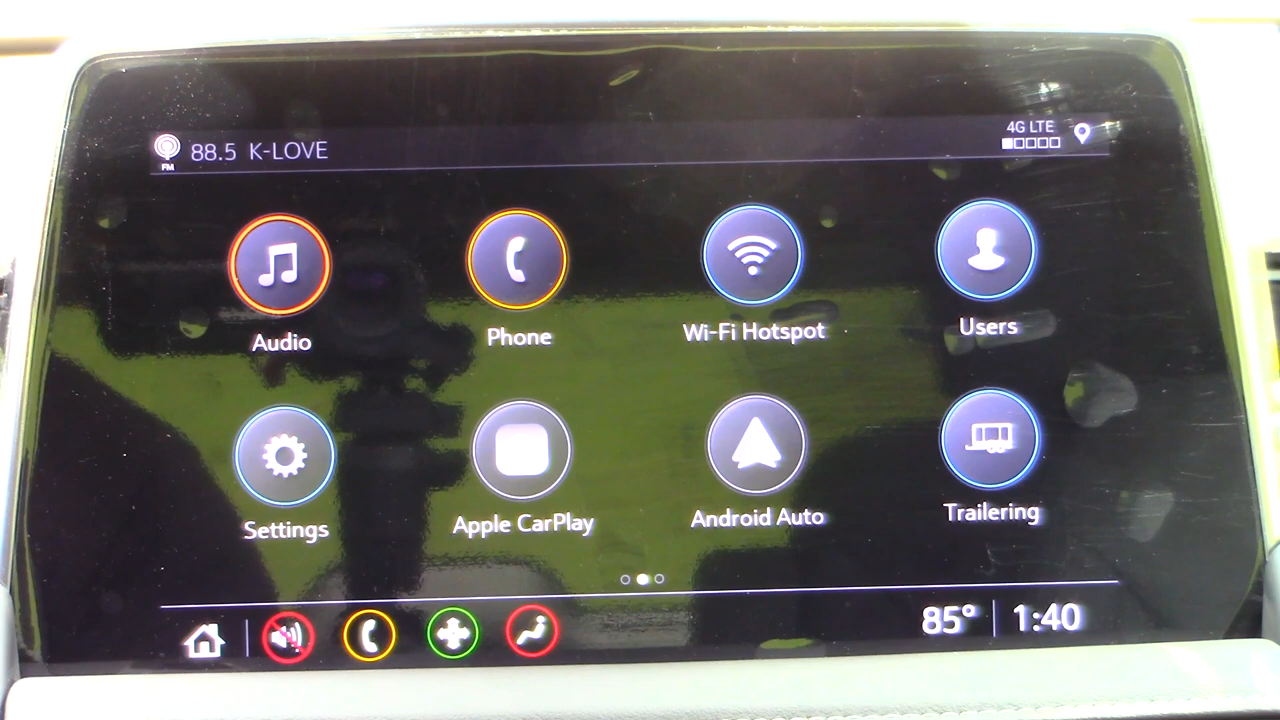 FM 88.5 K-LOVE
4G LTE
Audio
Phone
Wi-Fi Hotspot
Users
Settings
Apple CarPlay
Android Auto
Trailering
85° 1:40